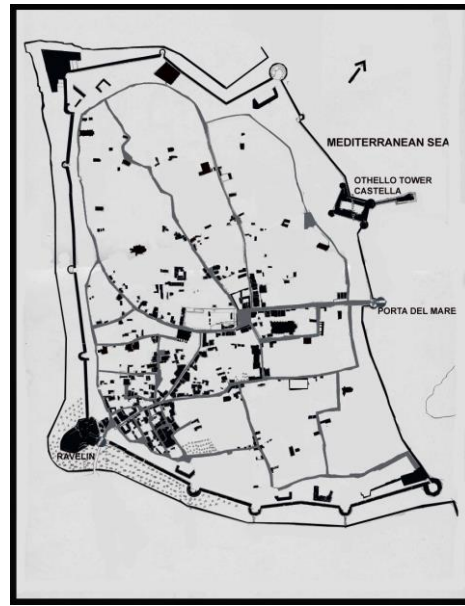 MEDITERRANEAN SEA
OTHELLO TOWER
CASTELLA
PORTA DEL MARE
RAVELIN